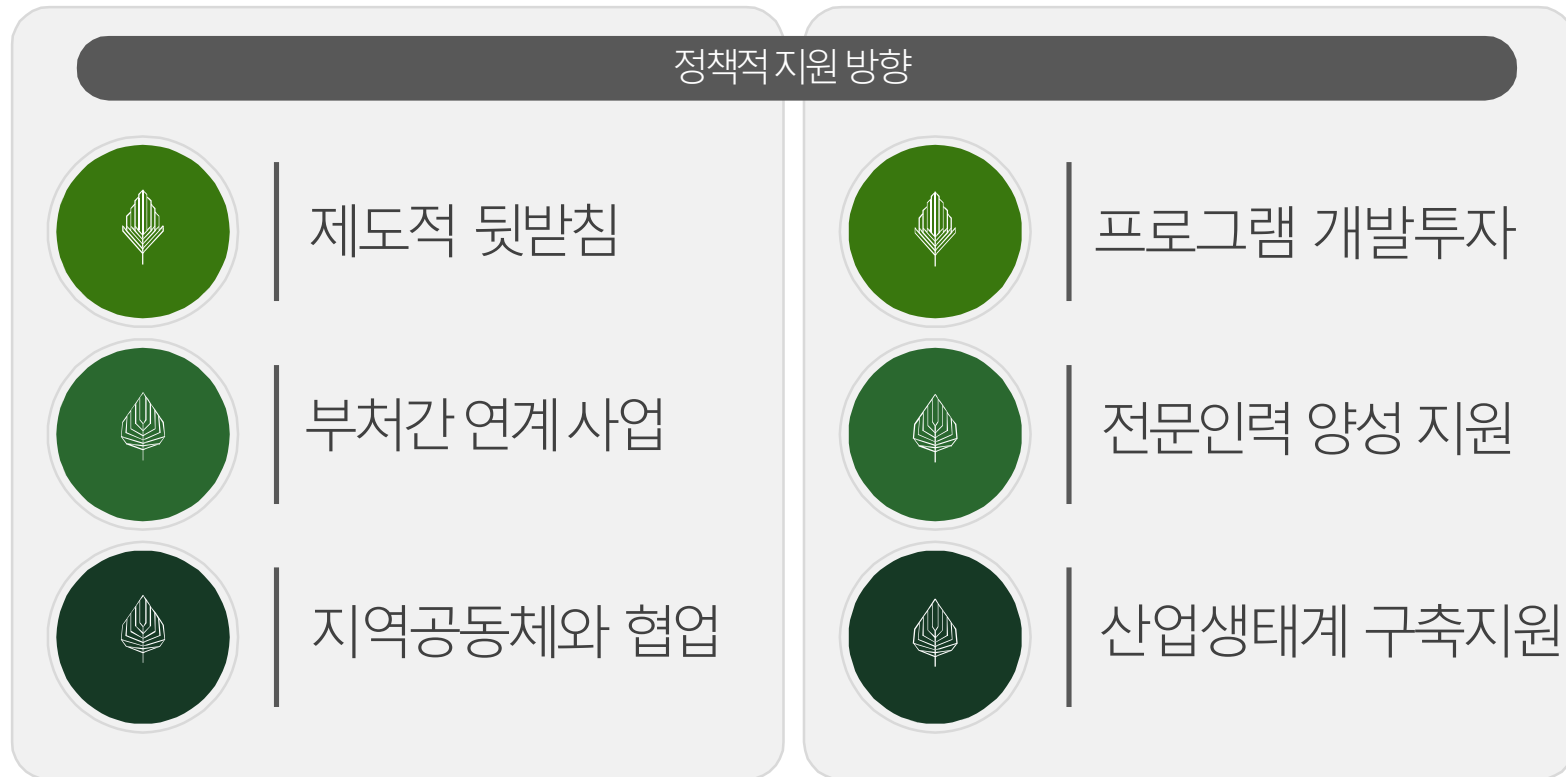 정책적 지원 방향
제도적 뒷받침
부처간 연계 사업
지역공동체와 협업
프로그램 개발투자
전문인력 양성 지원
산업생태계 구축지원